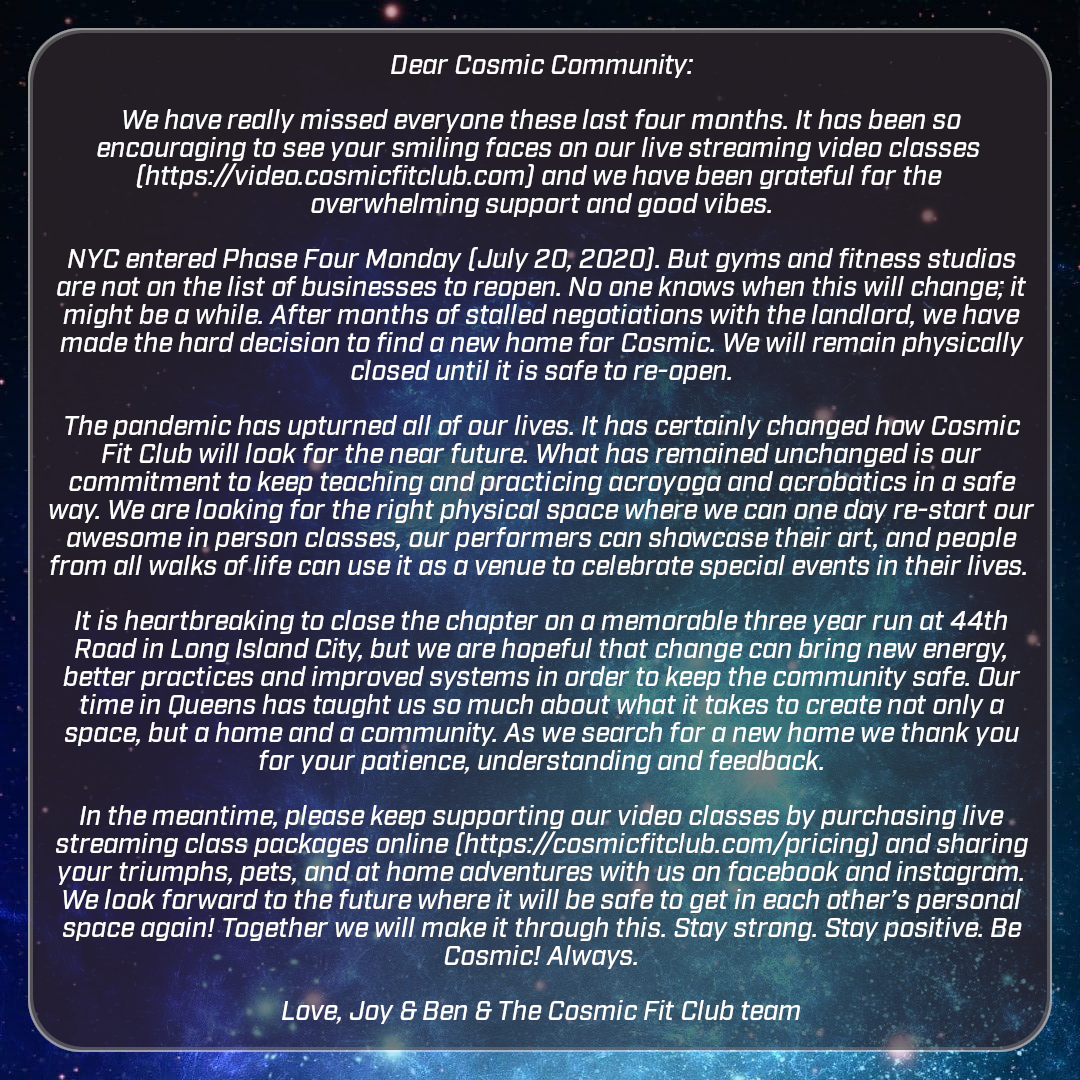 Dear Cosmic Community:
We have really missed everyone these last four months. It has been so
encouraging to see your smiling faces on our live streaming video classes
(https://video.cosmicfitclub.com) and we have been grateful for the
overwhelming support and good vibes.
NYC entered Phase Four Monday (July 20, 2020). But gyms and fitness studios
are not on the list of businesses to reopen. No one knows when this will change; it
might be a while. After months of stalled negotiations with the landlord, we have
made the hard decision to find a new home for Cosmic. We will remain physically
closed until it is safe to re-open.
The pandemic has upturned all of our lives. It has certainly changed how Cosmic
Fit Club will look for the near future. What has remained unchanged is our
commitment to keep teaching and practicing acroyoga and acrobatics in a safe
way. We are looking for the right physical space where we can one day re-start our
awesome in person classes, our performers can showcase their art, and people
from all walks of life can use it as a venue to celebrate special events in their lives.
It is heartbreaking to close the chapter on a memorable three year run at 44th
Road in Long Island City, but we are hopeful that change can bring new energy,
better practices and improved systems in order to keep the community safe. Our
time in Queens has taught us so much about what it takes to create not only a
space, but a home and a community. As we search for a new home we thank you
for your patience, understanding and feedback.
In the meantime, please keep supporting our video classes by purchasing live
streaming class packages online (https://cosmicfitclub.com/pricing) and sharing
your triumphs, pets, and at home adventures with us on facebook and instagram.
We look forward to the future where it will be safe to get in each other’s personal
space again! Together we will make it through this. Stay strong. Stay positive. Be
Cosmic! Always.
Love, Joy & Ben & The Cosmic Fit Club team